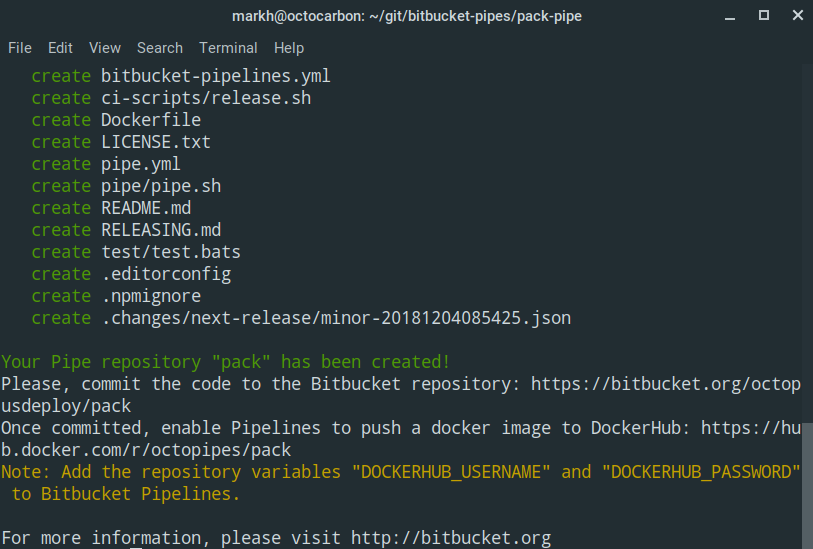 markh@octocarbon: ~/git/bitbucket-pipes/pack-pipe
File Edit View Search Terminal Help
create bitbucket-pipelines.yml
create ci-scripts/release.sh
create Dockerfile
create LICENSE.txt
create pipe.yml
create pipe/pipe.sh
create README.md
create RELEASING.md
create test/test.bats
create .editorconfig
create .npmignore
create .changes/next-release/minor-20181204085425.json
Your Pipe repository "pack" has been created!
Please, commit the code to the Bitbucket repository: https://bitbucket.org/octop
usdeploy/pack
Once committed, enable Pipelines to push a docker image to DockerHub: https://hu
b.docker.com/r/octopipes/pack
Note: Add the repository variables "DOCKERHUB_USERNAME" and "DOCKERHUB_PASSWORD"
to Bitbucket Pipelines.
For more information, please visit http://bitbucket.org